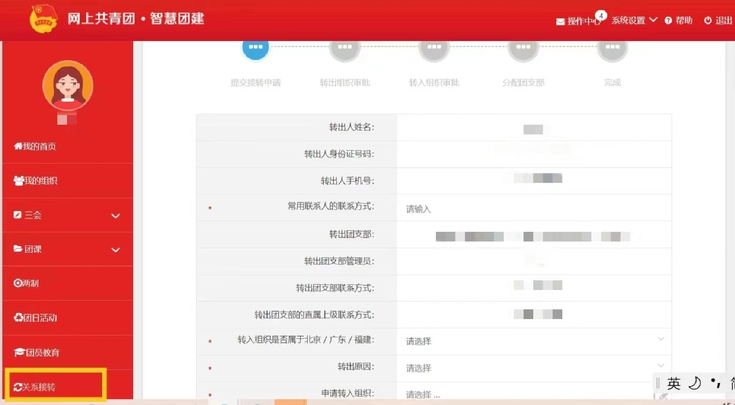 网上共青团·智慧团建
操作中心 4 系统设置 帮助 退出
提交接转申请 转出组织审批 转入组织审批 分配团支部 完成
我的首页
我的组织
三会
团课
两制
团日活动
团员教育
关系接转
转出人姓名：
转出人身份证号码：
转出人手机号：
* 常用联系人的联系方式： 请输入
转出团支部：
转出团支部管理员：
转出团支部联系方式：
转出团支部的直属上级联系方式：
* 转入组织是否属于北京/广东/福建： 请选择
* 转出原因： 请选择
* 申请转入组织： 请选择 ...
英 简